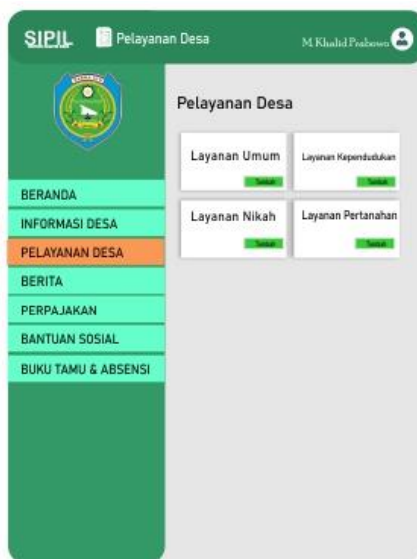 SIPIL
Pelayanan Desa
M Khalid Prabowo
Pelayanan Desa
Layanan Umum
Layanan Kependudukan
Layanan Nikah
Layanan Pertanahan
BERANDA
INFORMASI DESA
PELAYANAN DESA
BERITA
PERPAJAKAN
BANTUAN SOSIAL
BUKU TAMU & ABSENSI